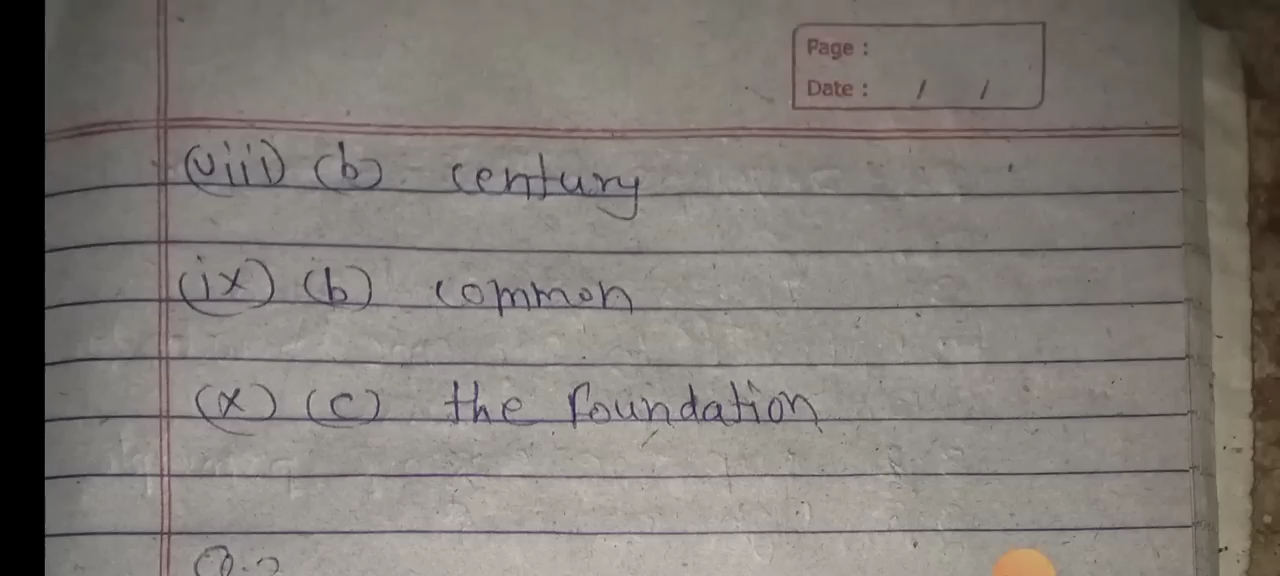 Page :
Date : / /
(viii) (b) century
(ix) (b) common
(x) (c) the foundation